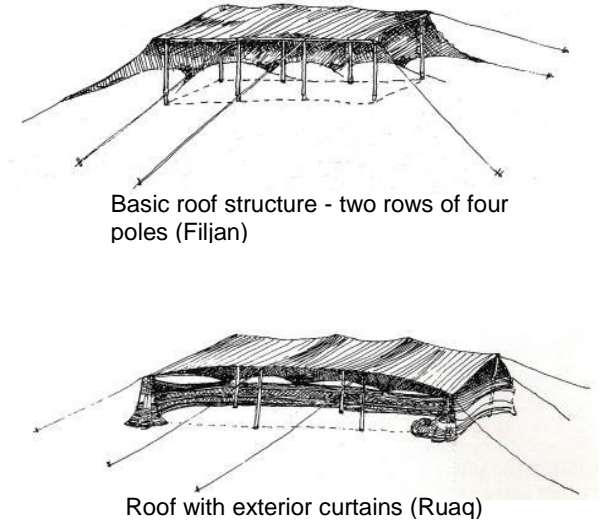 Basic roof structure - two rows of four
poles (Filjan)
Roof with exterior curtains (Ruaq)